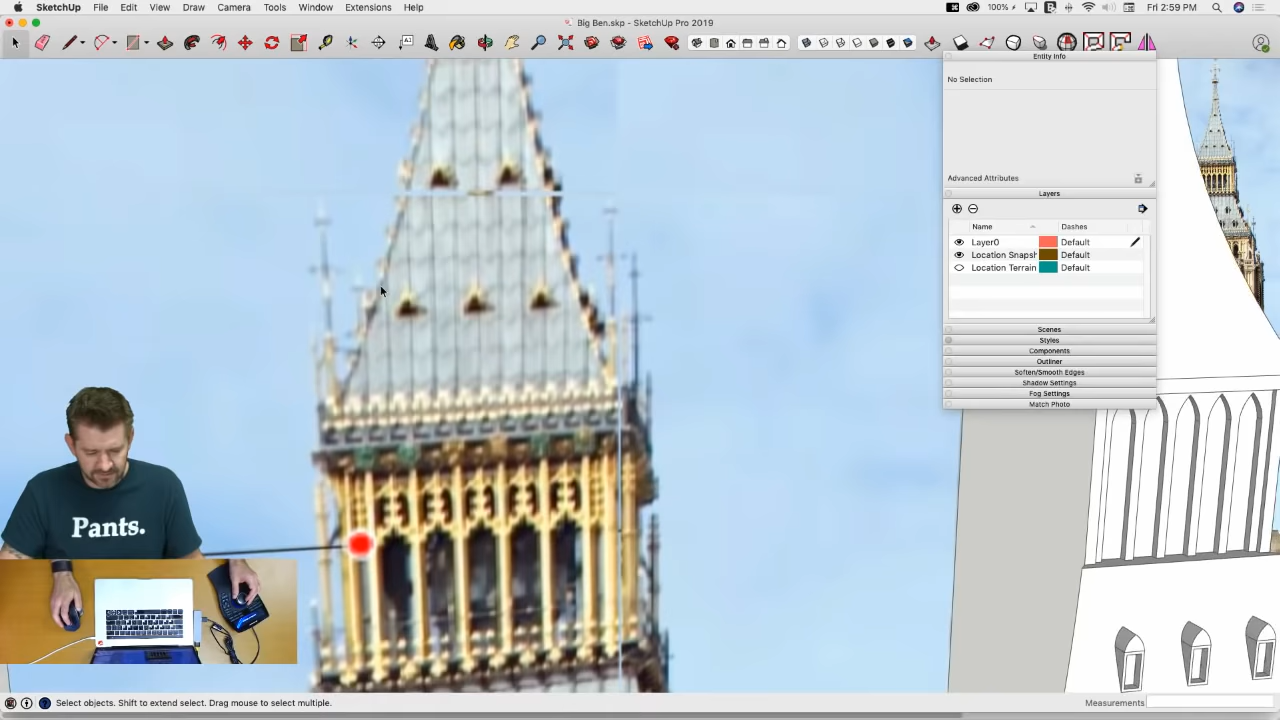 SketchUp File Edit View Draw Camera Tools Window Extensions Help
100% Fri 2:59 PM
Big Ben.skp - SketchUp Pro 2019
Entity Info
No Selection
Advanced Attributes
Layers
Name Dashes
Layer0 Default
Location Snapsh Default
Location Terrain Default
Scenes
Styles
Components
Outliner
Soften/Smooth Edges
Shadow Settings
Fog Settings
Match Photo
Pants.
Select objects. Shift to extend select. Drag mouse to select multiple.
Measurements